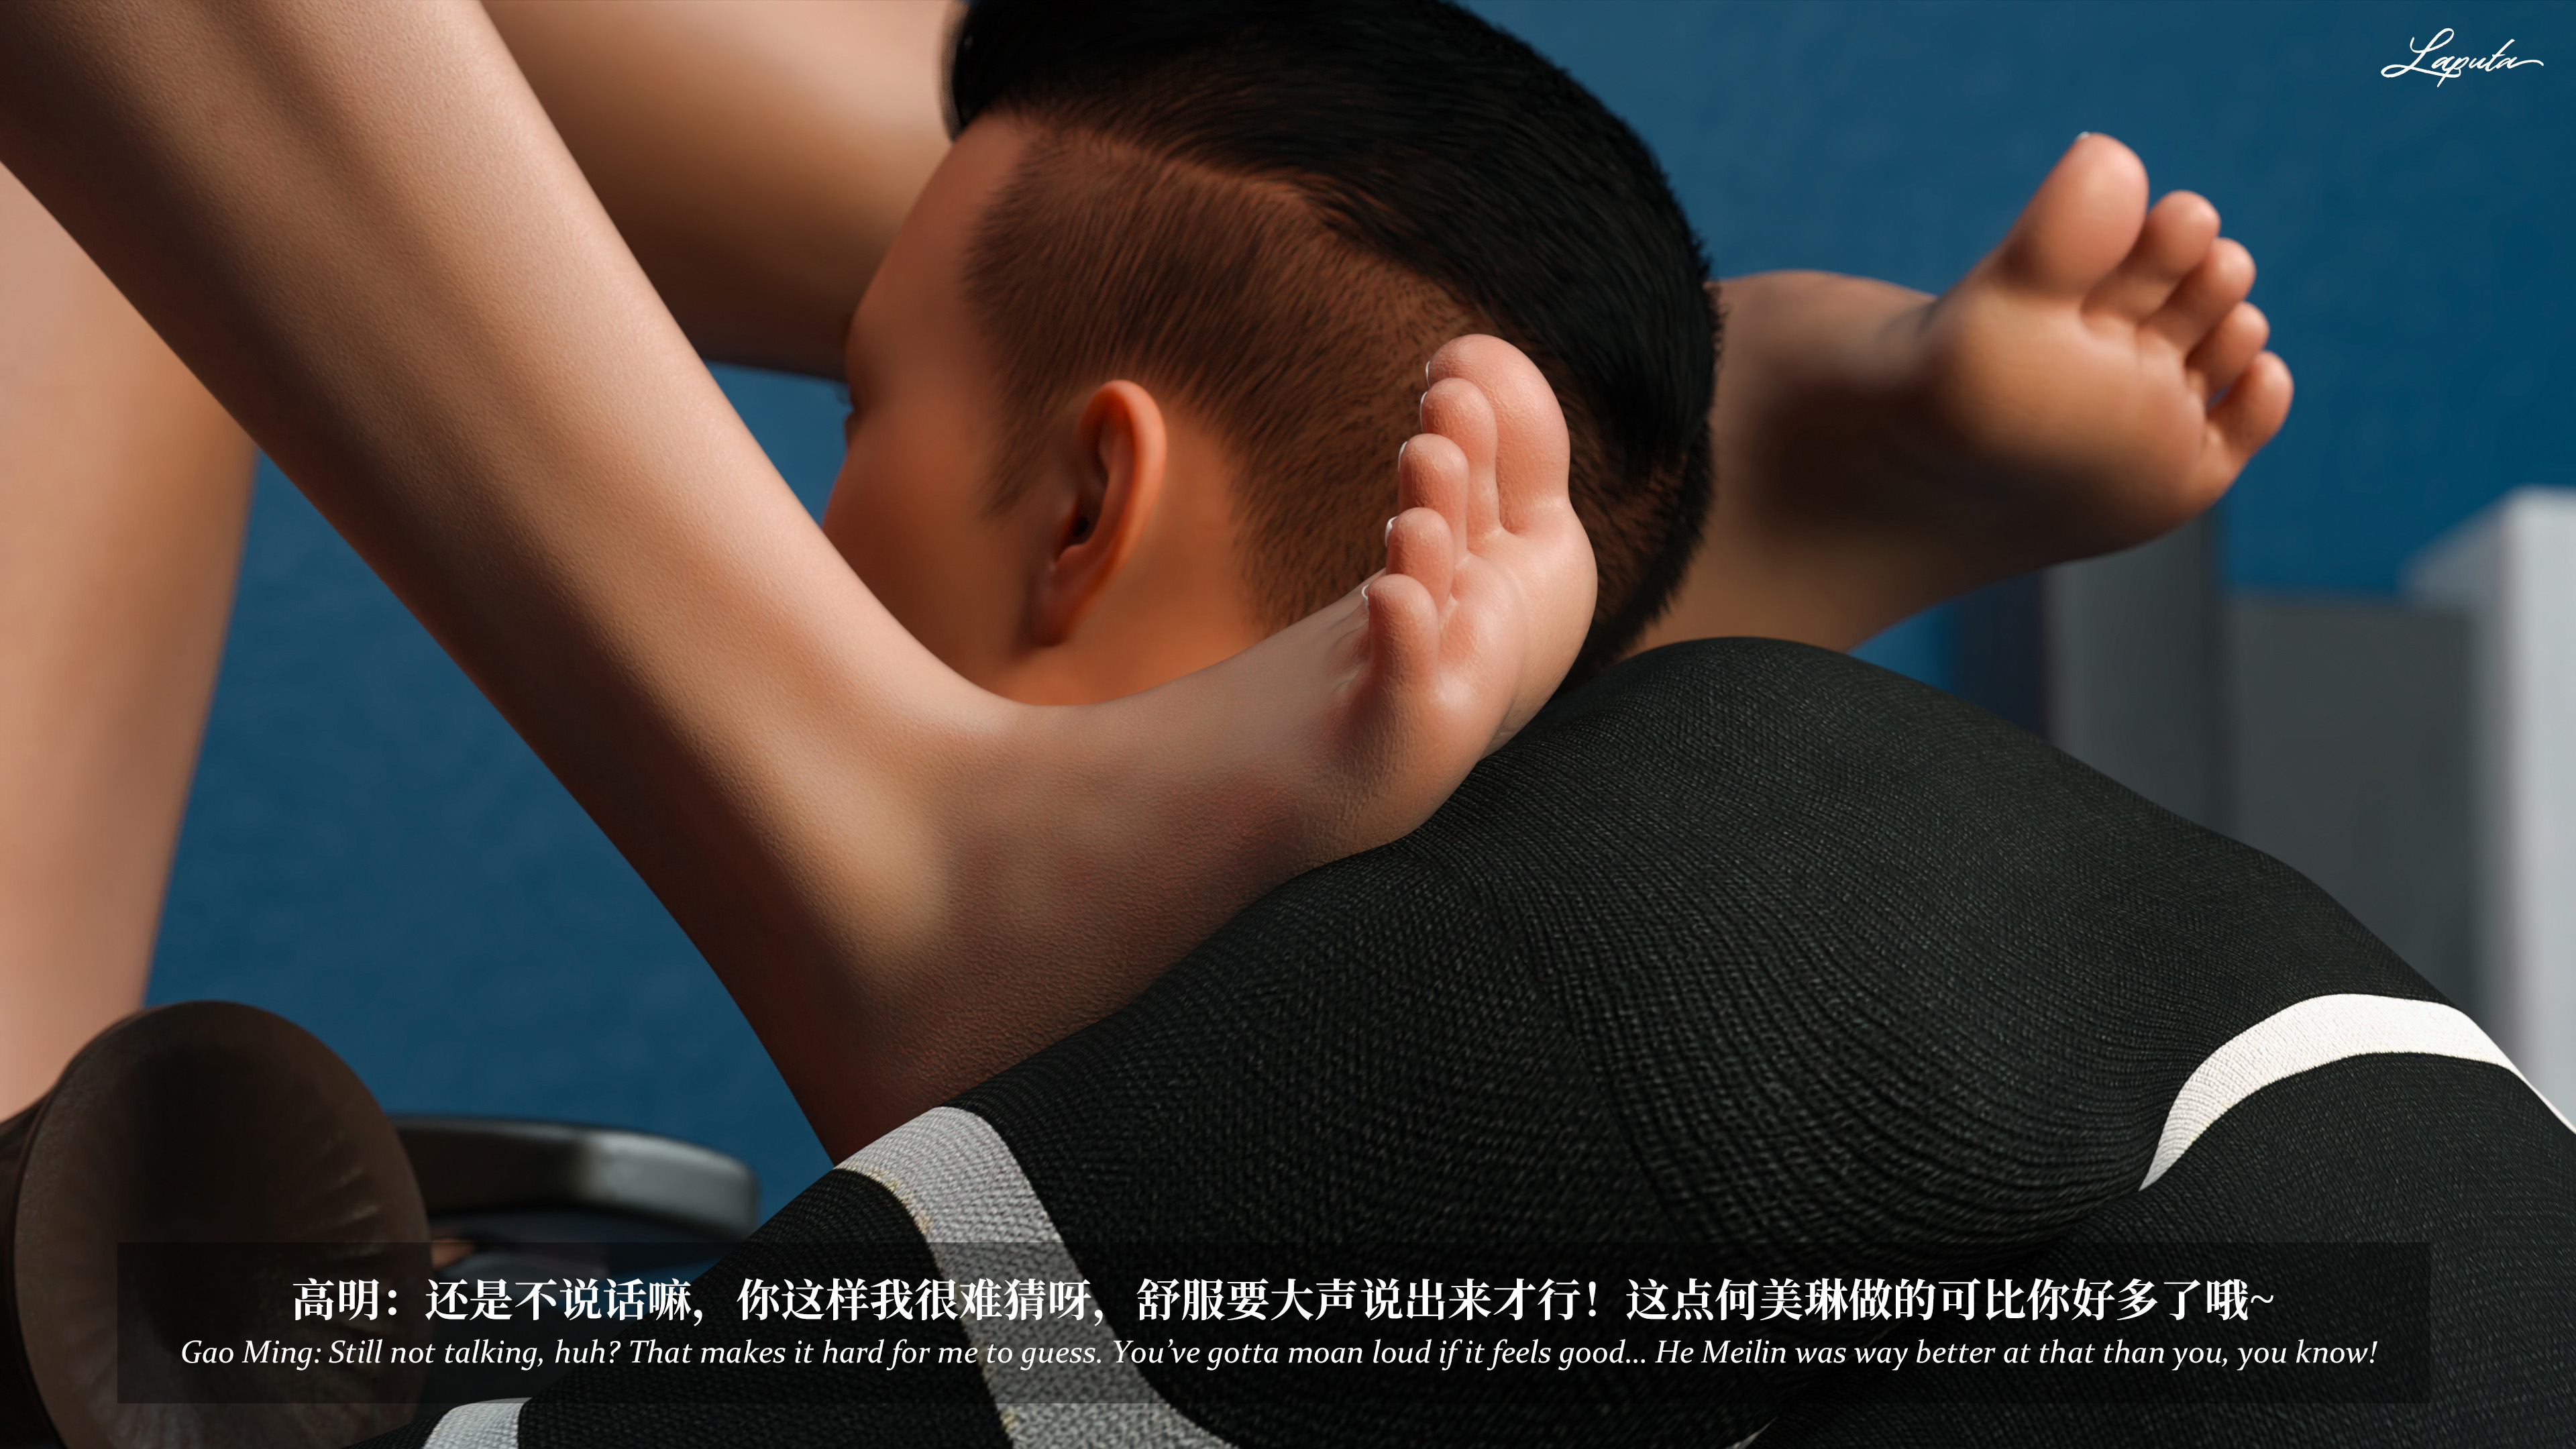 Laputa
高明：还是不说话嘛，你这样我很难猜呀，舒服要大声说出来才行！这点何美琳做的可比你好多了哦~
Gao Ming: Still not talking, huh? That makes it hard for me to guess. You’ve gotta moan loud if it feels good... He Meilin was way better at that than you, you know!